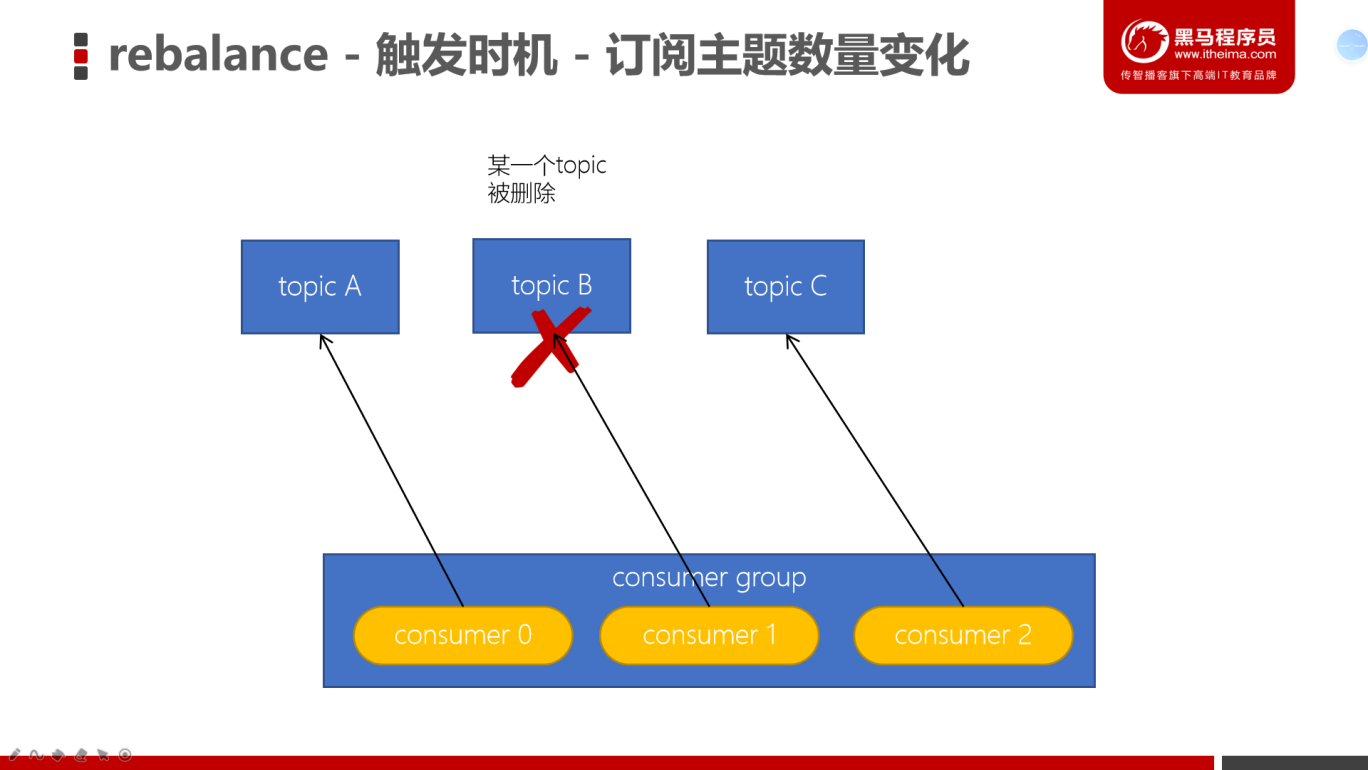 rebalance - 触发时机 - 订阅主题数量变化
黑马程序员
www.itheima.com
传智播客旗下高端IT教育品牌
某一个topic
被删除
topic A
topic B
topic C
consumer group
consumer 0
consumer 1
consumer 2